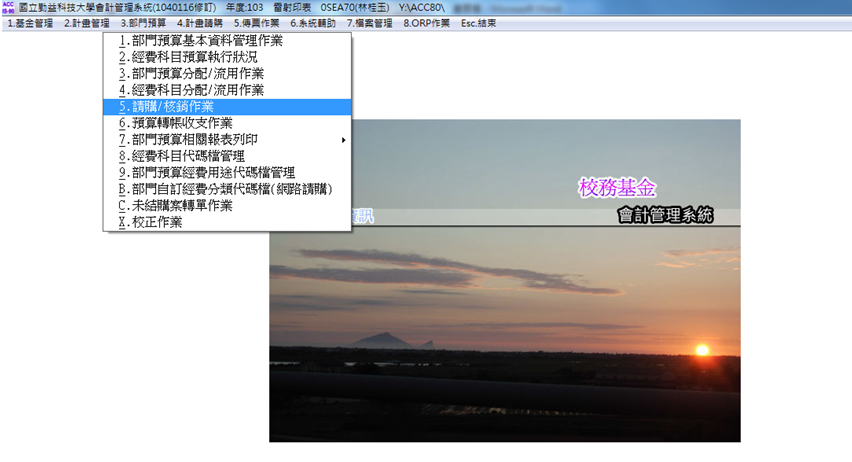 ACC
國立勤益科技大學會計管理系統(1040116修訂) 年度:103 雷射印表 0SEA70(林桂玉) Y:\ACC80\
1.基金管理 2.計畫管理 3.部門預算 4.計畫請購 5.傳票作業 6.系統輔助 7.檔案管理 8.ORP作業 Esc.結束
1.部門預算基本資料管理作業
2.經費科目預算執行狀況
3.部門預算分配/流用作業
4.經費科目分配/流用作業
5.請購/核銷作業
6.預算轉帳收支作業
7.部門預算相關報表列印
8.經費科目代碼檔管理
9.部門預算經費用途代碼檔管理
B.部門自訂經費分類代碼檔(網路請購)
C.未結購案轉單作業
X.校正作業
校務基金
訊
會計管理系統